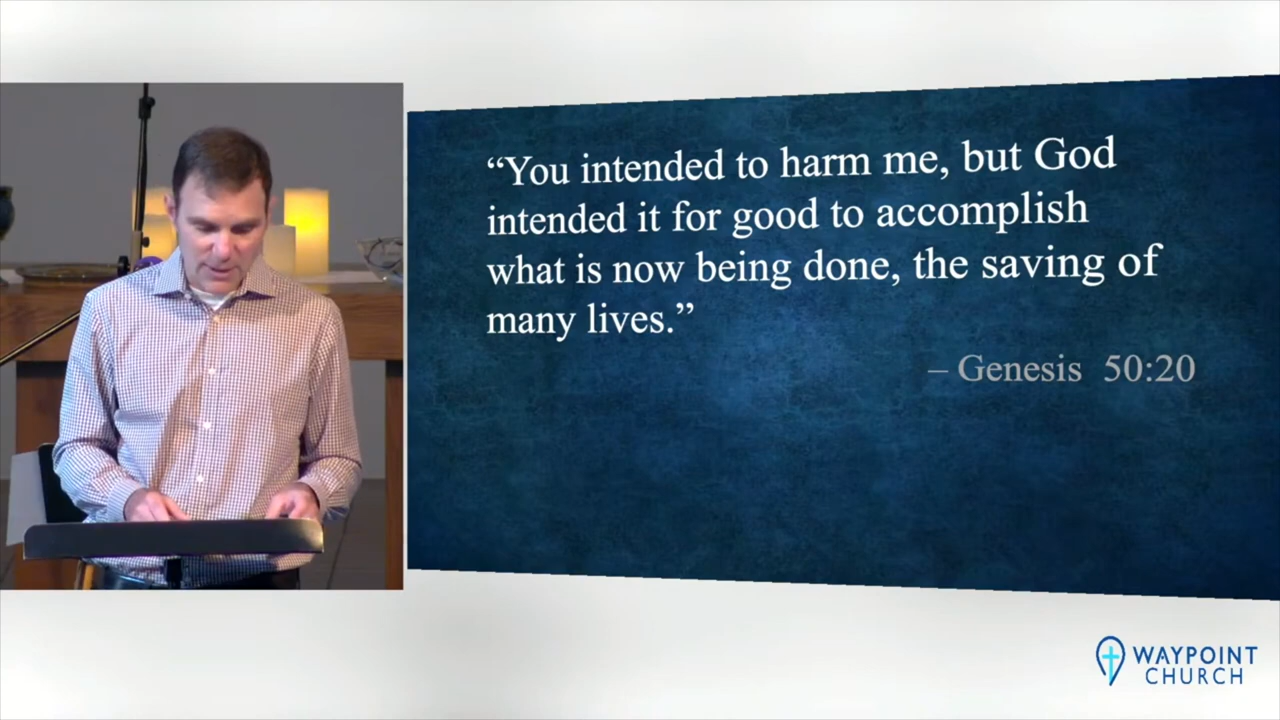 “You intended to harm me, but God
intended it for good to accomplish
what is now being done, the saving of
many lives.”
– Genesis 50:20
WAYPOINT
CHURCH